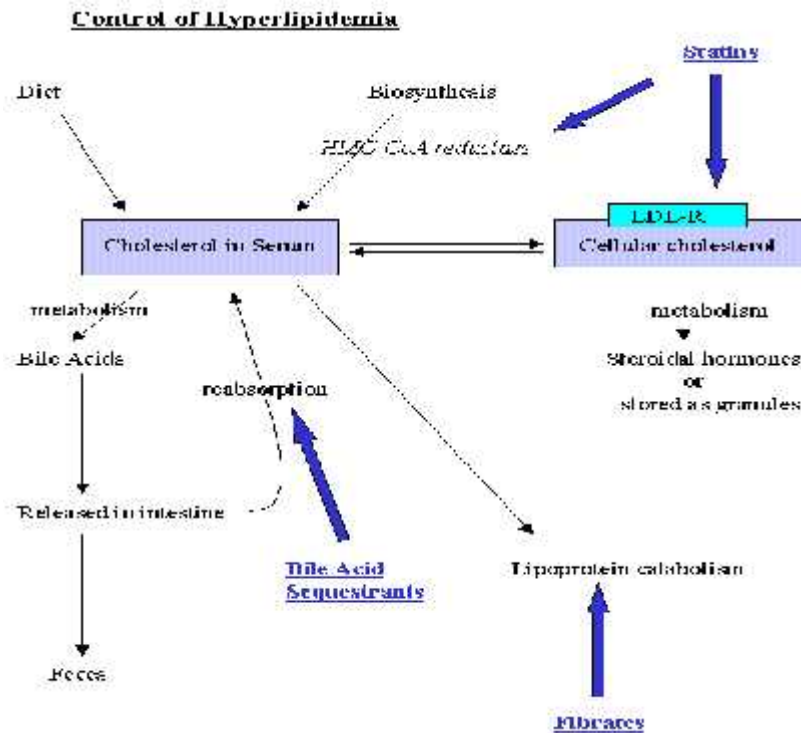 Control of Hyperlipidemia
Statins
Diet
Biosynthesis
HMG CoA reductase
LDL-R
Cholesterol in Serum
Cellular cholesterol
metabolism
metabolism
Bile Acids
Steroidal hormones
or
stored as granules
reabsorption
Released in intestine
Bile Acid
Sequestrants
Lipoprotein catabolism
Feces
Fibrates